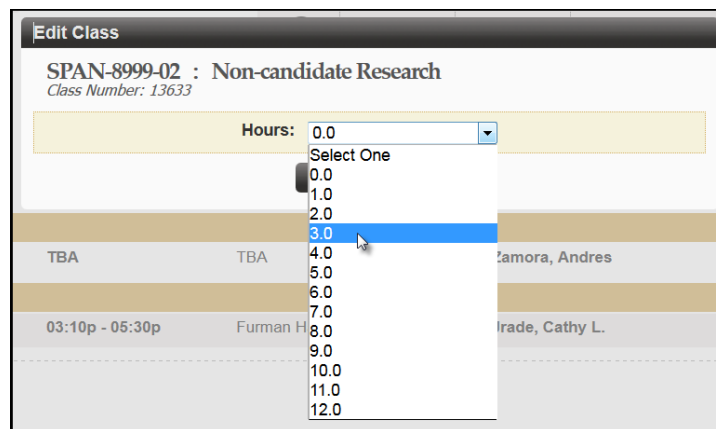 Edit Class
SPAN-8999-02 : Non-candidate Research
Class Number: 13633
Hours: 0.0
Select One
0.0
1.0
2.0
3.0
4.0
TBA TBA Zamora, Andres
5.0
6.0
7.0
03:10p - 05:30p Furman H Urade, Cathy L.
8.0
9.0
10.0
11.0
12.0